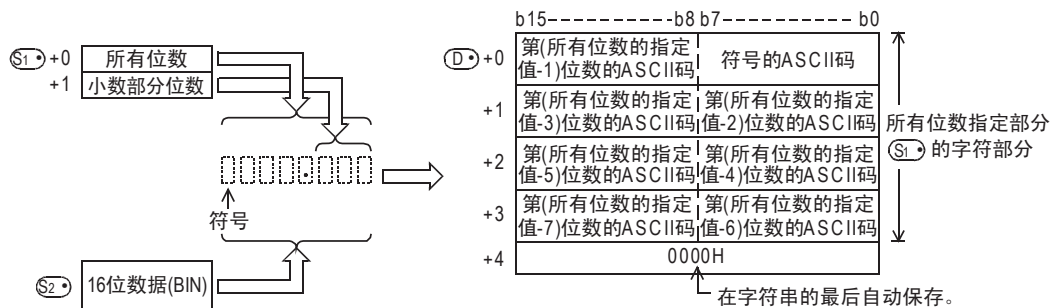 S1• +0 所有位数
+1 小数部分位数
符号
S2• 16位数据(BIN)
b15 b8 b7 b0
D• +0
第(所有位数的指定
值-1)位数的ASCII码
符号的ASCII码
+1
第(所有位数的指定
值-3)位数的ASCII码
第(所有位数的指定
值-2)位数的ASCII码
+2
第(所有位数的指定
值-5)位数的ASCII码
第(所有位数的指定
值-4)位数的ASCII码
+3
第(所有位数的指定
值-7)位数的ASCII码
第(所有位数的指定
值-6)位数的ASCII码
+4 0000H
所有位数指定部分
S1• 的字符部分
在字符串的最后自动保存。